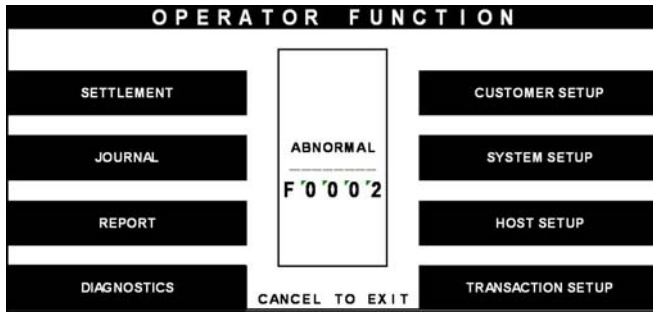 OPERATOR FUNCTION
SETTLEMENT
JOURNAL
REPORT
DIAGNOSTICS
ABNORMAL
_________
F0002
CANCEL TO EXIT
CUSTOMER SETUP
SYSTEM SETUP
HOST SETUP
TRANSACTION SETUP